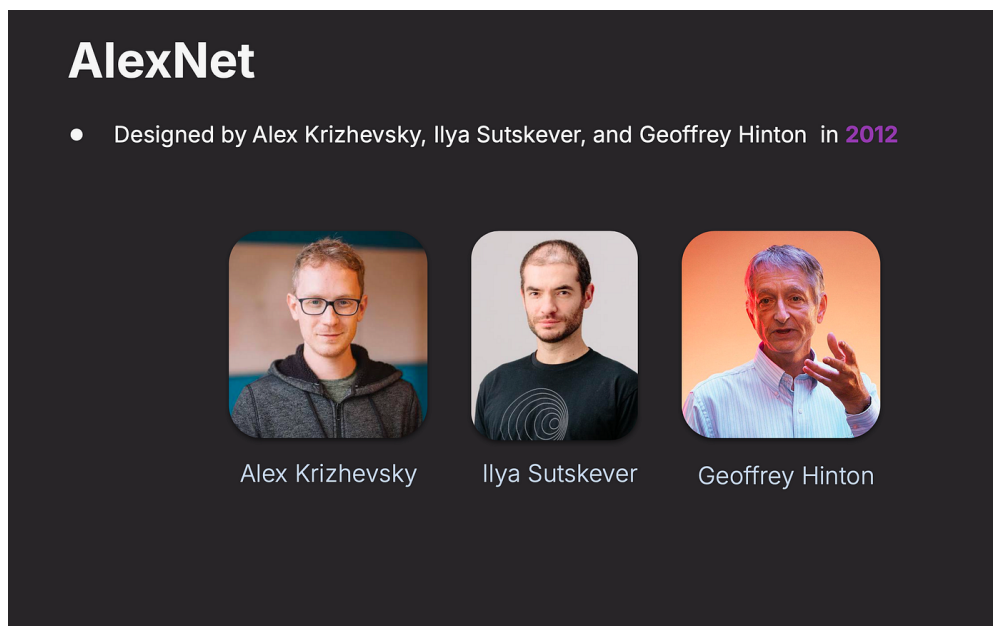 AlexNet
● Designed by Alex Krizhevsky, Ilya Sutskever, and Geoffrey Hinton  in 2012
Alex Krizhevsky
Ilya Sutskever
Geoffrey Hinton